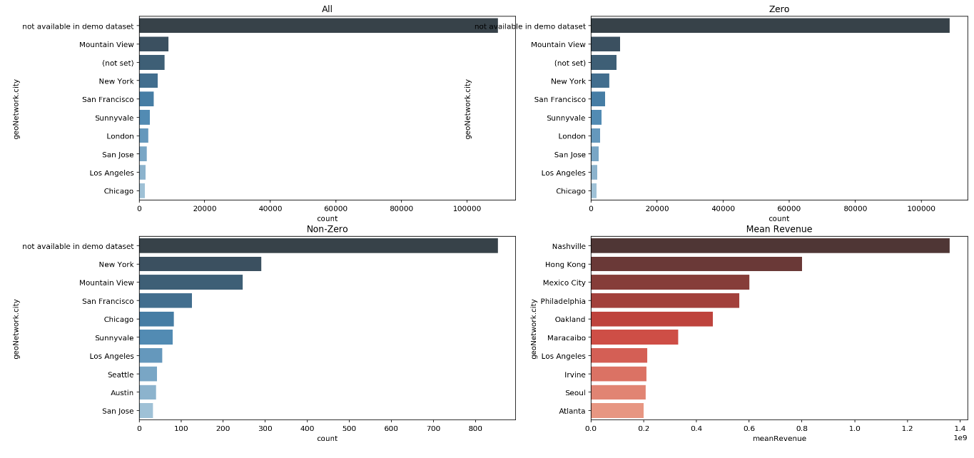 All
geoNetwork.city
not available in demo dataset
Mountain View
(not set)
New York
San Francisco
Sunnyvale
London
San Jose
Los Angeles
Chicago
0 20000 40000 60000 80000 100000
count
Zero
geoNetwork.city
not available in demo dataset
Mountain View
(not set)
New York
San Francisco
Sunnyvale
London
San Jose
Los Angeles
Chicago
0 20000 40000 60000 80000 100000
count
Non-Zero
geoNetwork.city
not available in demo dataset
New York
Mountain View
San Francisco
Chicago
Sunnyvale
Los Angeles
Seattle
Austin
San Jose
0 100 200 300 400 500 600 700 800
count
Mean Revenue
geoNetwork.city
Nashville
Hong Kong
Mexico City
Philadelphia
Oakland
Maracaibo
Los Angeles
Irvine
Seoul
Atlanta
0.0 0.2 0.4 0.6 0.8 1.0 1.2 1.4
1e9
meanRevenue